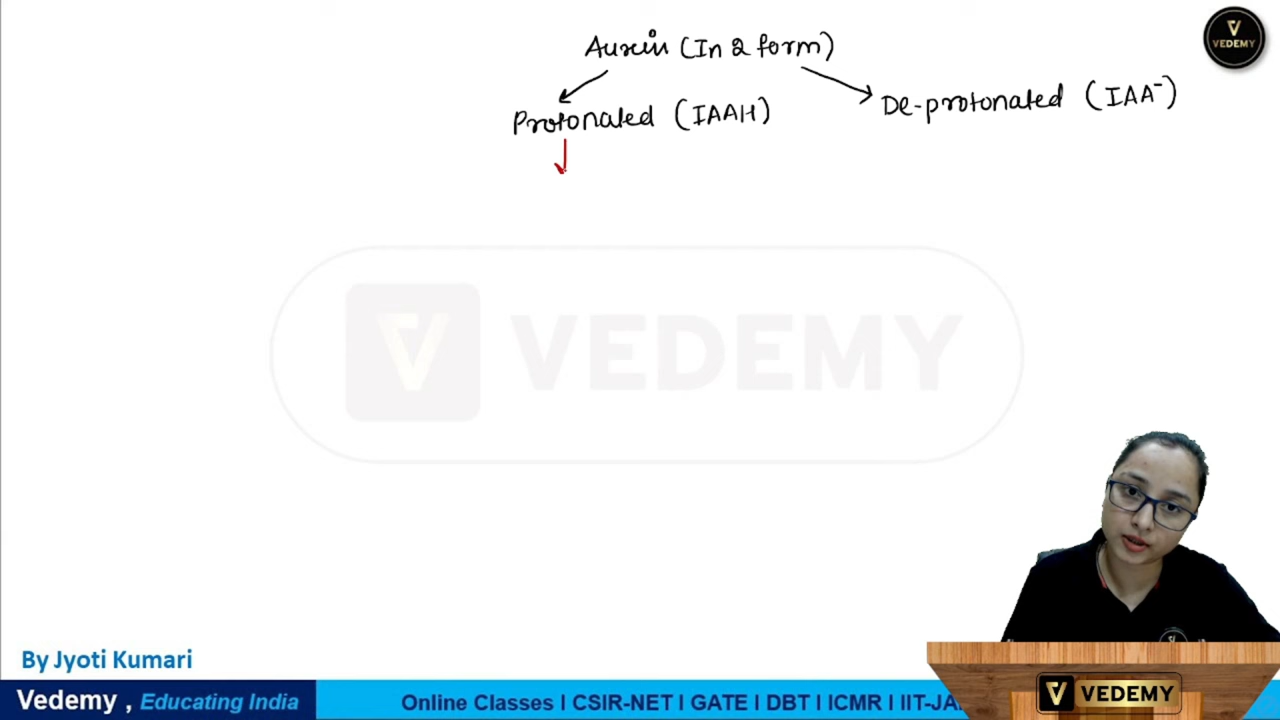 Auxin (In 2 form)
VEDEMY
Protonated (IAAH)
De-protonated (IAA⁻)
VEDEMY
By Jyoti Kumari
Vedemy , Educating India
Online Classes I CSIR-NET I GATE I DBT I ICMR I IIT-JA
VEDEMY